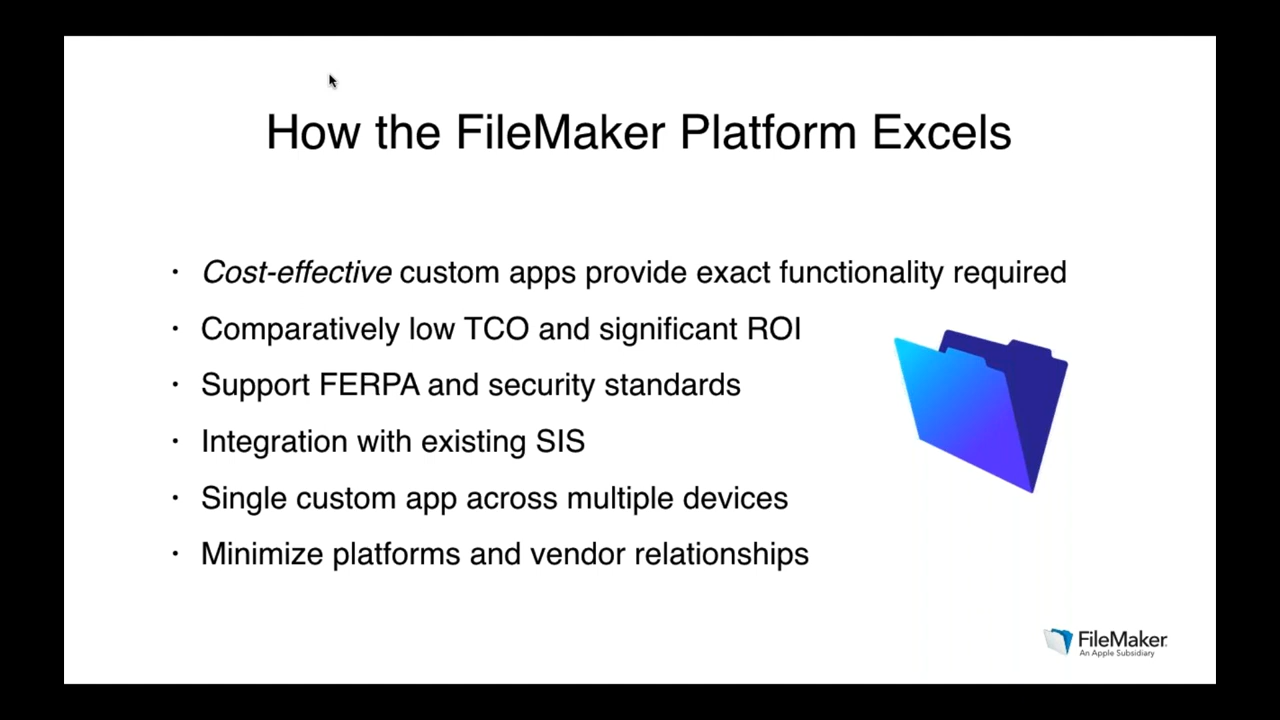 How the FileMaker Platform Excels
• Cost-effective custom apps provide exact functionality required
• Comparatively low TCO and significant ROI
• Support FERPA and security standards
• Integration with existing SIS
• Single custom app across multiple devices
• Minimize platforms and vendor relationships
FileMaker
An Apple Subsidiary